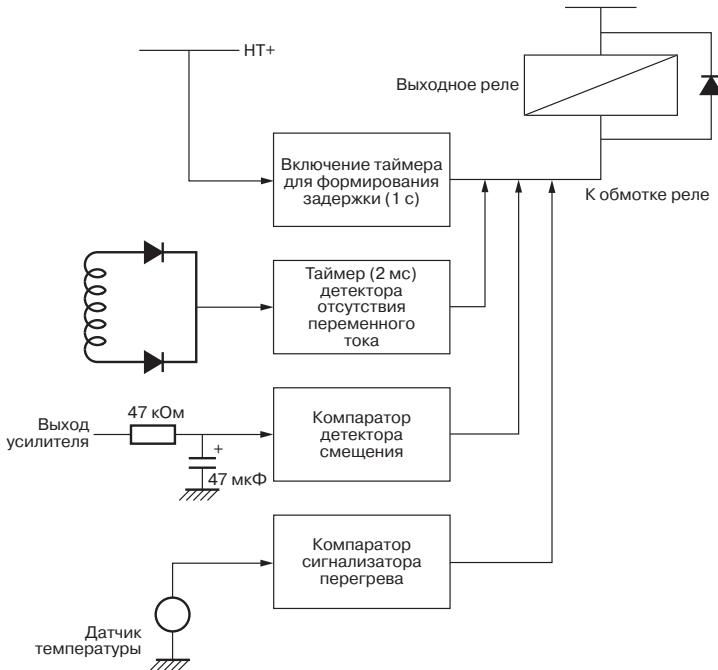 НТ+
Выходное реле
Включение таймера
для формирования
задержки (1 с)
К обмотке реле
Таймер (2 мс)
детектора
отсутствия
переменного
тока
47 кОм
Выход
усилителя
+
47 мкФ
Компаратор
детектора
смещения
Компаратор
сигнализатора
перегрева
Датчик
температуры